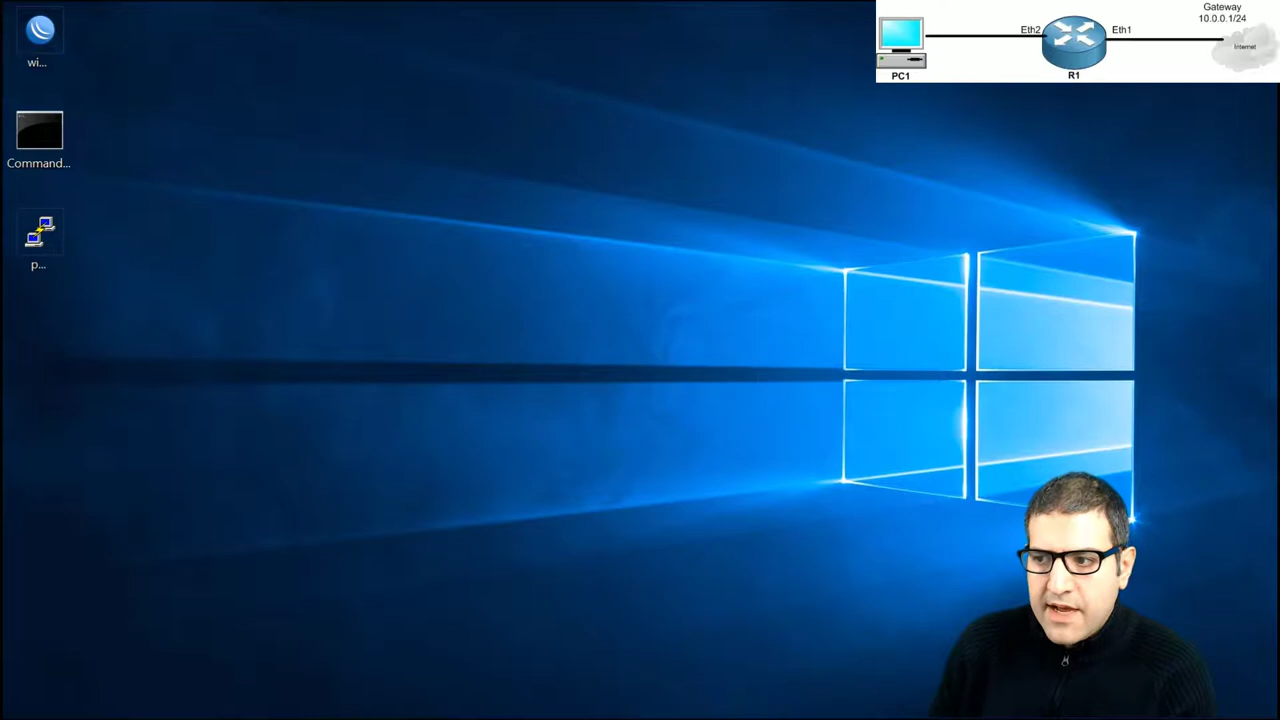 wi...
Command...
p...
Gateway
10.0.0.1/24
Eth2
Eth1
Internet
PC1
R1